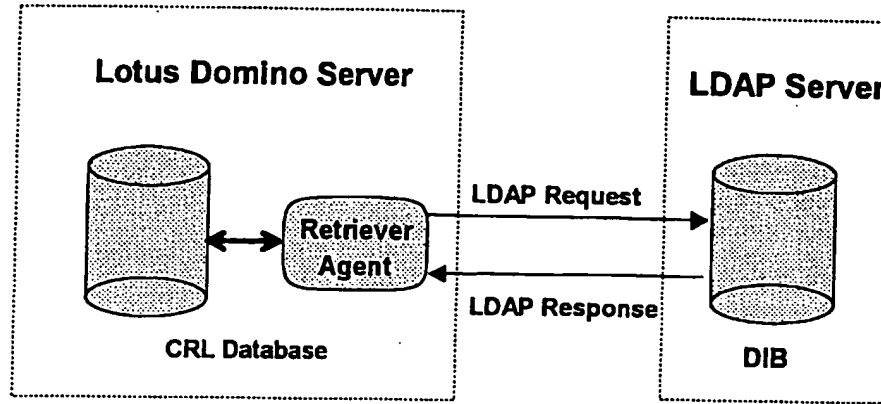 Lotus Domino Server
LDAP Server
LDAP Request
Retriever
Agent
LDAP Response
CRL Database
DIB